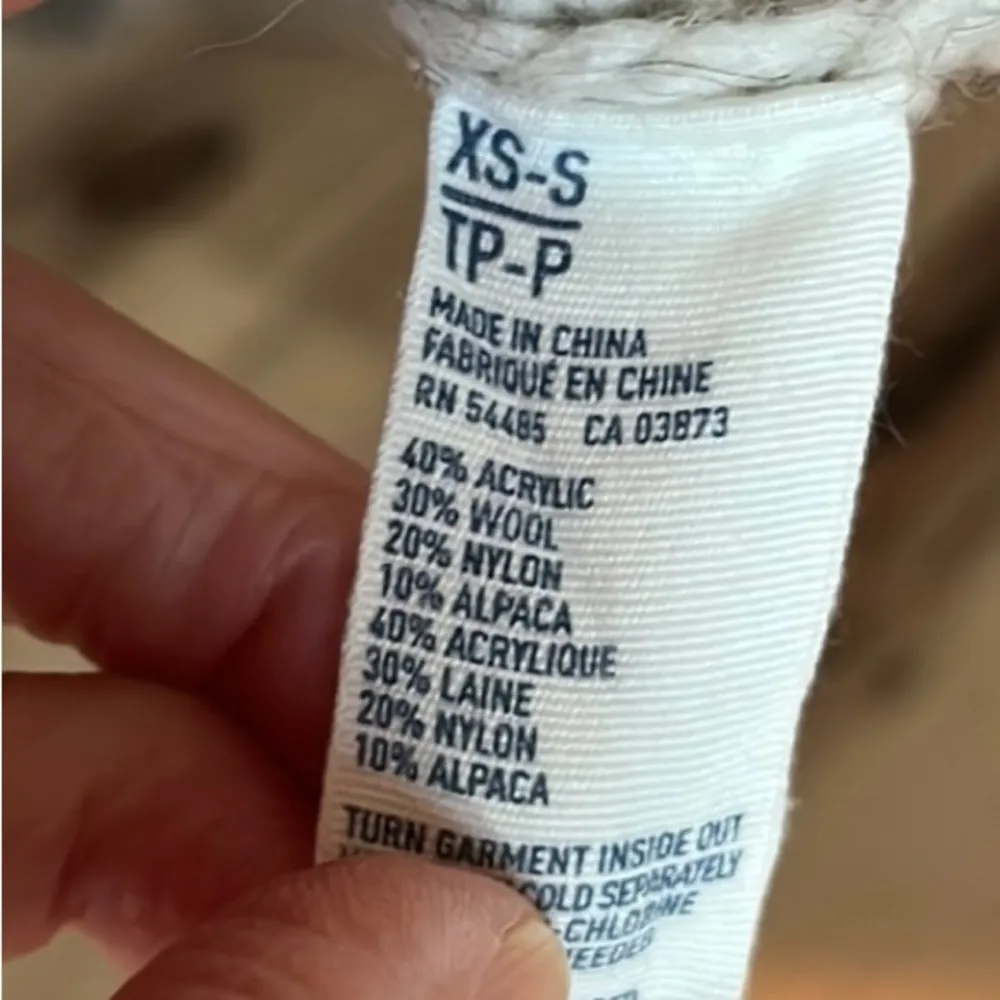 XS-S
TP-P
MADE IN CHINA
FABRIQUÉ EN CHINE
RN 54485 CA 03873
40% ACRYLIC
30% WOOL
20% NYLON
10% ALPACA
40% ACRYLIQUE
30% LAINE
20% NYLON
10% ALPACA
TURN GARMENT INSIDE OUT
COLD SEPARATELY
-CHLORINE
NEEDED